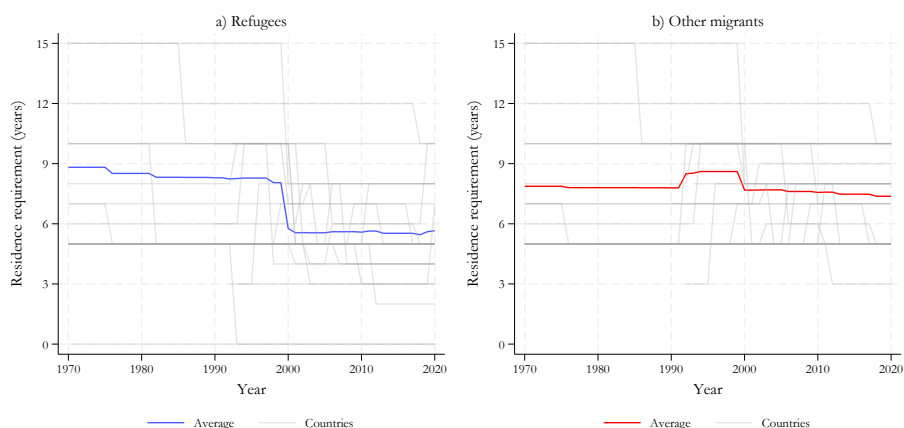 a) Refugees
Residence requirement (years)
15
12
9
6
3
0
1970 1980 1990 2000 2010 2020
Year
Average Countries
b) Other migrants
Residence requirement (years)
15
12
9
6
3
0
1970 1980 1990 2000 2010 2020
Year
Average Countries